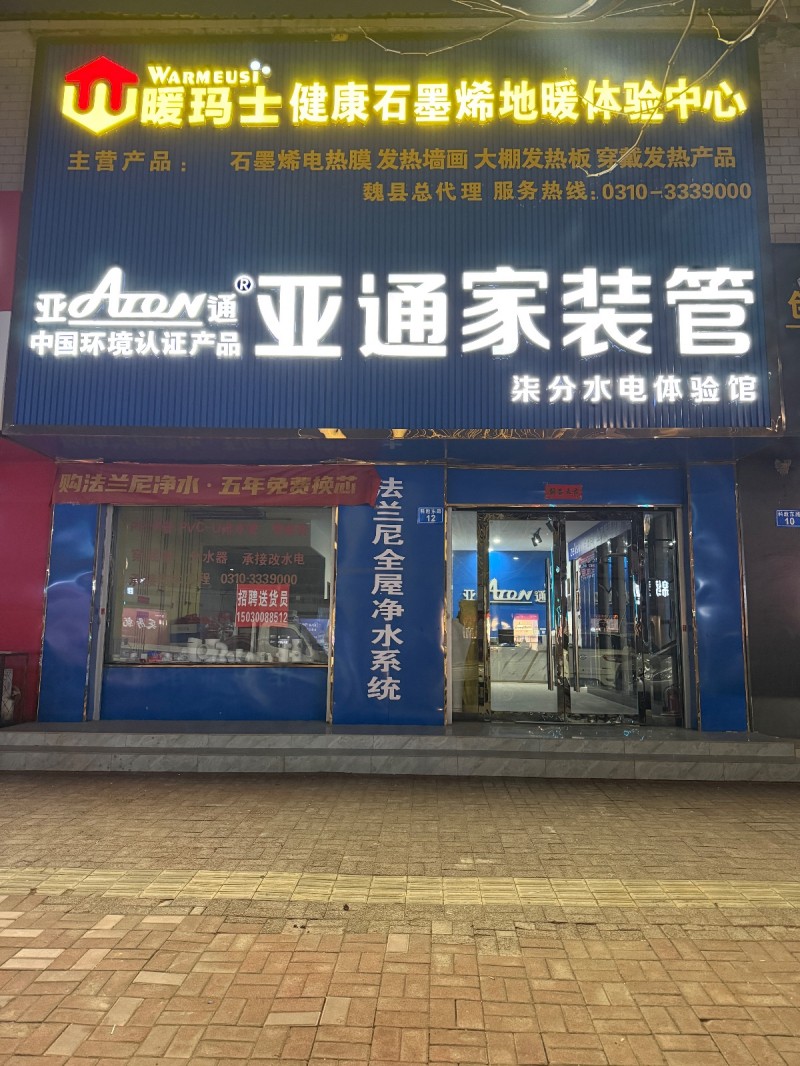 WARMEUSI
暖玛士 健康石墨烯地暖体验中心
主营产品： 石墨烯电热膜 发热墙画 大棚发热板 穿戴发热产品
魏县总代理 服务热线：0310-3339000
亚ATON通® 亚通家装管
中国环境认证产品
柒分水电体验馆
购法兰尼净水·五年免费换芯
法兰尼全屋净水系统
12
10
水器 承接改水电
理 0310-3339000
招聘送货员
15030088512
亚ATON通